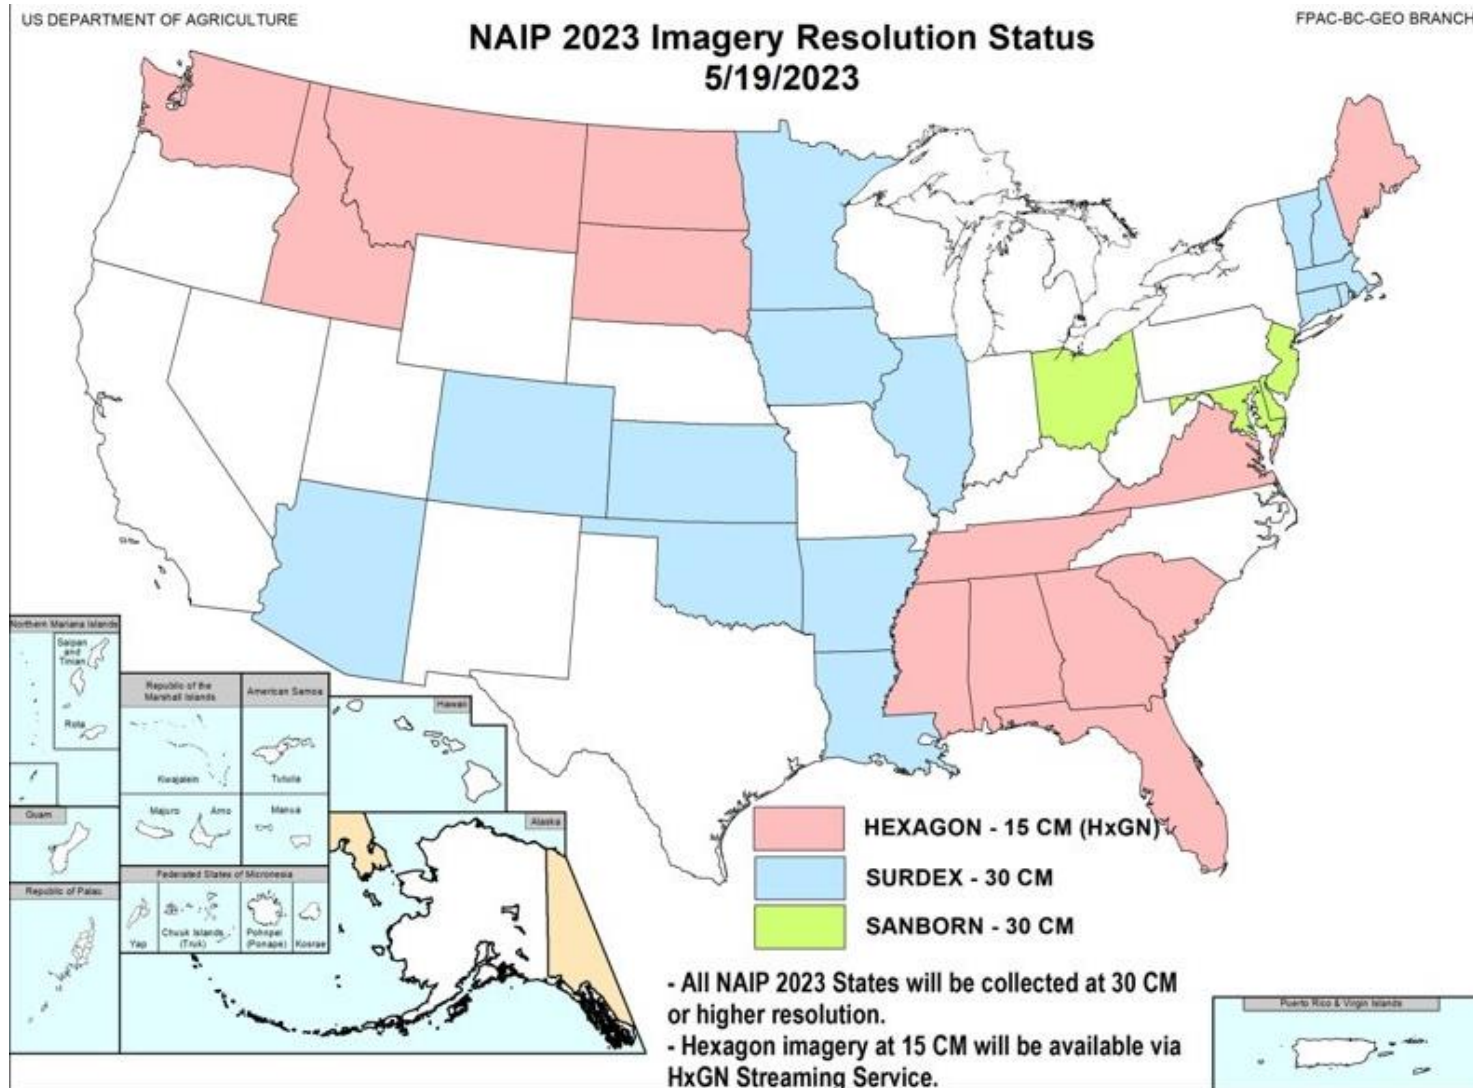 US DEPARTMENT OF AGRICULTURE
FPAC-BC-GEO BRANCH
NAIP 2023 Imagery Resolution Status
5/19/2023
Northern Mariana Islands
Saipan
and
Tinian
Rota
Guam
Republic of Palau
Republic of the
Marshall Islands
Kwajalein
Majuro
Arno
American Samoa
Tutuila
Manua
Federated States of Micronesia
Yap
Chuuk Islands
(Truk)
Pohnpei
(Ponape)
Kosrae
Hawaii
Alaska
HEXAGON - 15 CM (HxGN)
SURDEX - 30 CM
SANBORN - 30 CM
- All NAIP 2023 States will be collected at 30 CM
or higher resolution.
- Hexagon imagery at 15 CM will be available via
HxGN Streaming Service.
Puerto Rico & Virgin Islands